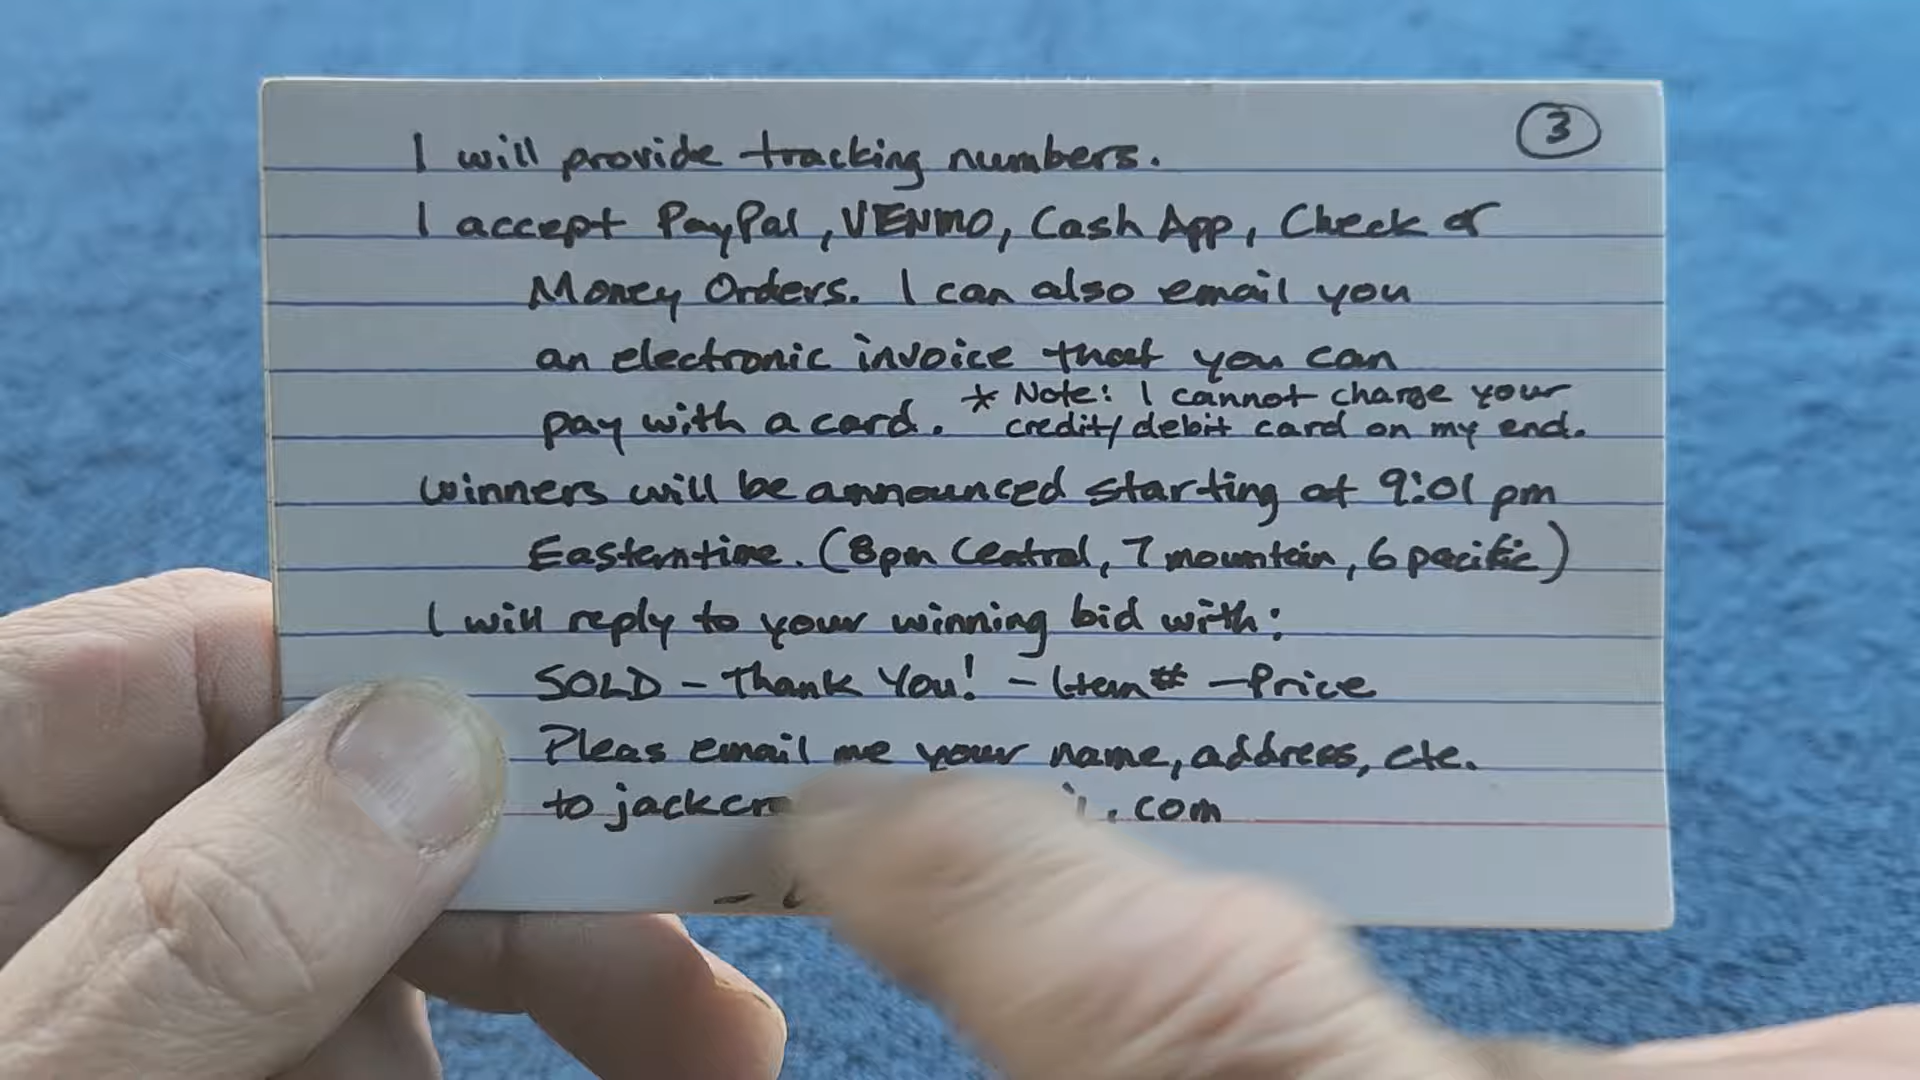 3
I will provide tracking numbers.
I accept PayPal, VENMO, Cash App, Check or
Money Orders. I can also email you
an electronic invoice that you can
pay with a card. * Note: I cannot charge your
credit/debit card on my end.
Winners will be announced starting at 9:01 pm
Eastern time. (8pm Central, 7 mountain, 6 pacific)
I will reply to your winning bid with:
SOLD - Thank You! - Item # - Price
Pleas email me your name, address, etc.
to .com